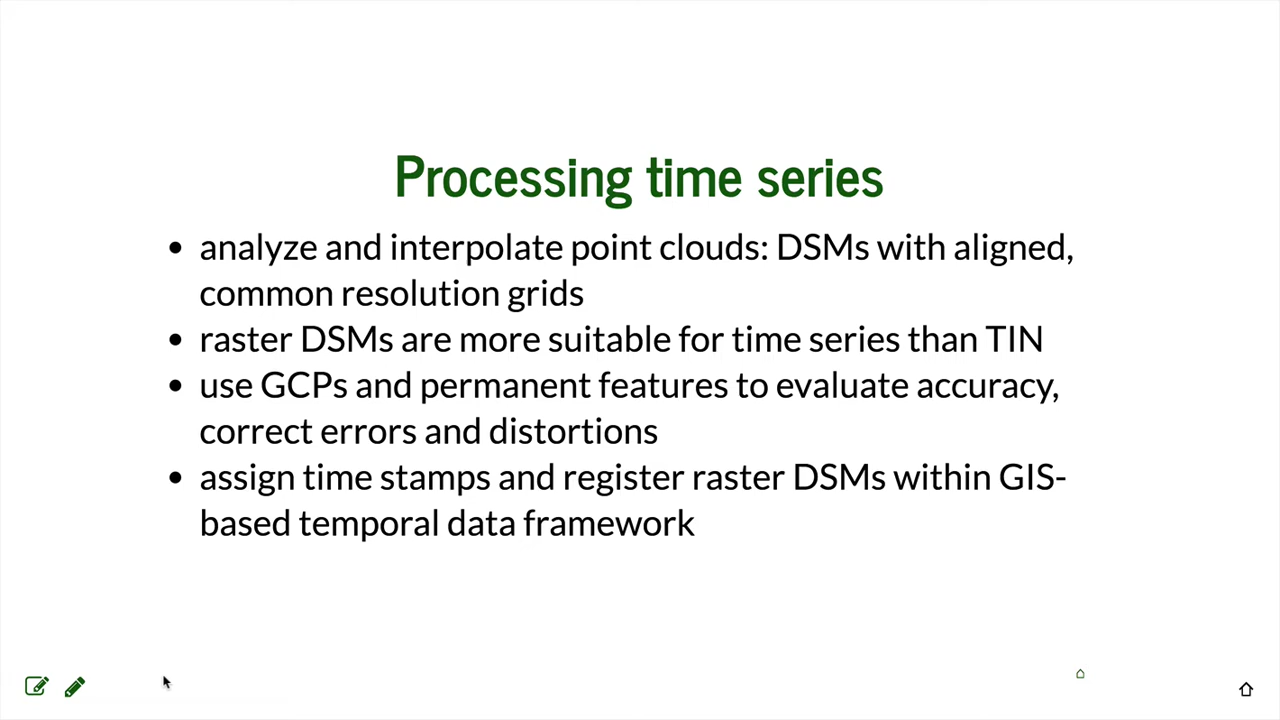 Processing time series
• analyze and interpolate point clouds: DSMs with aligned,
common resolution grids
• raster DSMs are more suitable for time series than TIN
• use GCPs and permanent features to evaluate accuracy,
correct errors and distortions
• assign time stamps and register raster DSMs within GIS-
based temporal data framework